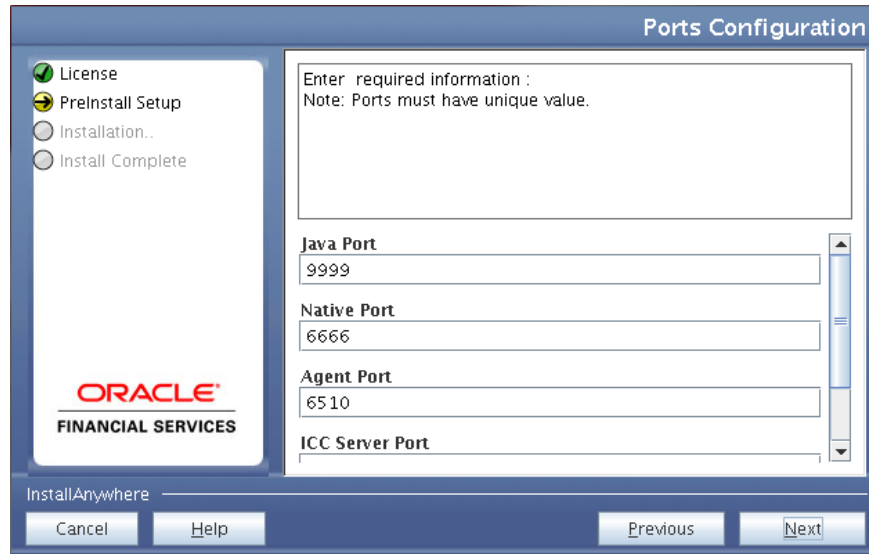 Ports Configuration
License
PreInstall Setup
Installation..
Install Complete
ORACLE®
FINANCIAL SERVICES
Enter required information :
Note: Ports must have unique value.
Java Port
9999
Native Port
6666
Agent Port
6510
ICC Server Port
InstallAnywhere
Cancel
Help
Previous
Next